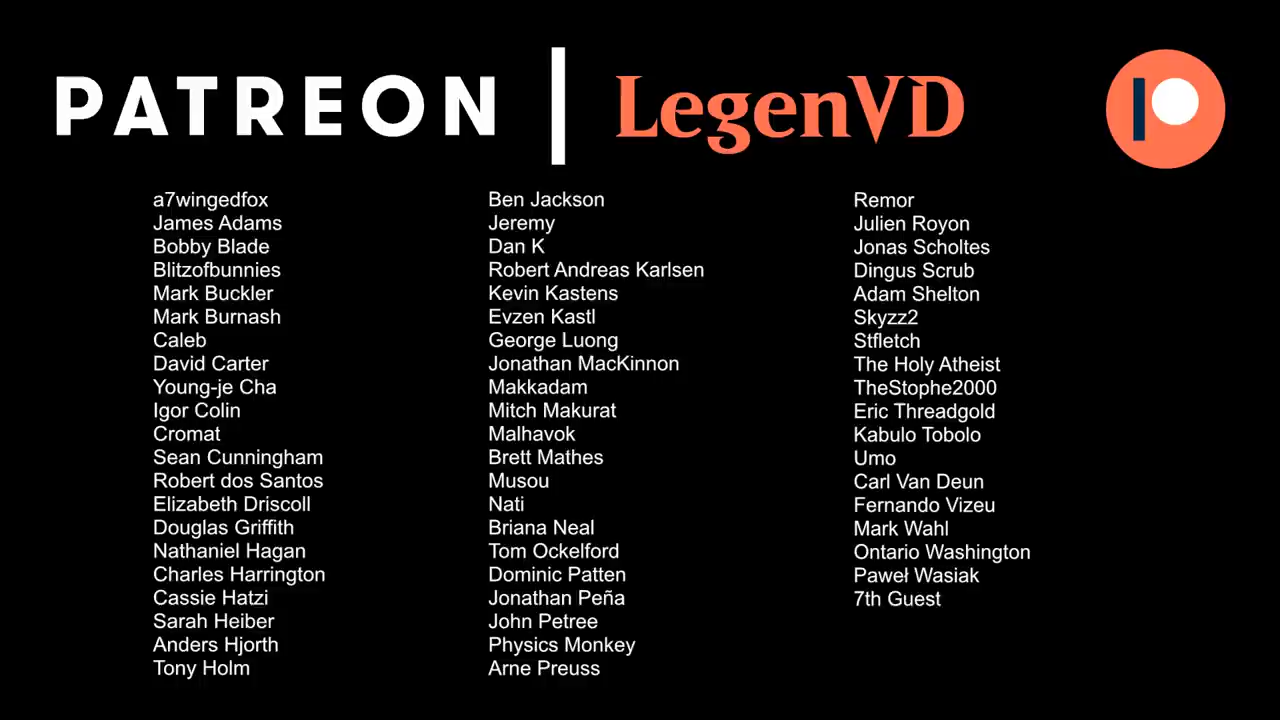 PATREON | LegenVD
a7wingedfox
James Adams
Bobby Blade
Blitzofbunnies
Mark Buckler
Mark Burnash
Caleb
David Carter
Young-je Cha
Igor Colin
Cromat
Sean Cunningham
Robert dos Santos
Elizabeth Driscoll
Douglas Griffith
Nathaniel Hagan
Charles Harrington
Cassie Hatzi
Sarah Heiber
Anders Hjorth
Tony Holm
Ben Jackson
Jeremy
Dan K
Robert Andreas Karlsen
Kevin Kastens
Evzen Kastl
George Luong
Jonathan MacKinnon
Makkadam
Mitch Makurat
Malhavok
Brett Mathes
Musou
Nati
Briana Neal
Tom Ockelford
Dominic Patten
Jonathan Peña
John Petree
Physics Monkey
Arne Preuss
Remor
Julien Royon
Jonas Scholtes
Dingus Scrub
Adam Shelton
Skyzz2
Stfletch
The Holy Atheist
TheStophe2000
Eric Threadgold
Kabulo Tobolo
Umo
Carl Van Deun
Fernando Vizeu
Mark Wahl
Ontario Washington
Paweł Wasiak
7th Guest